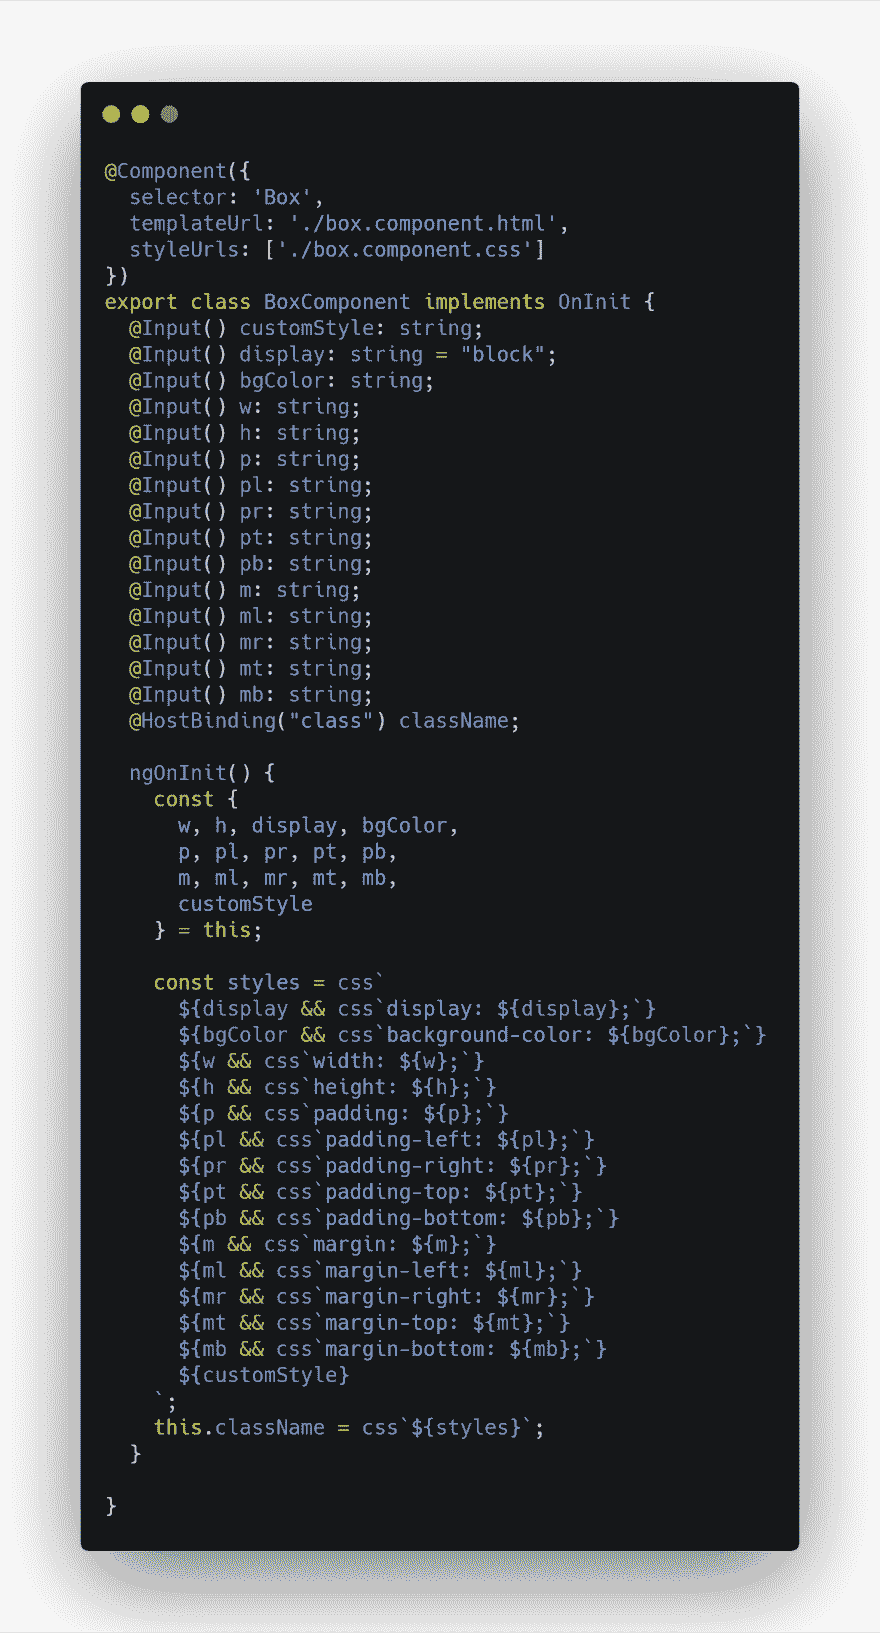 @Component({
  selector: 'Box',
  templateUrl: './box.component.html',
  styleUrls: ['./box.component.css']
})
export class BoxComponent implements OnInit {
  @Input() customStyle: string;
  @Input() display: string = "block";
  @Input() bgColor: string;
  @Input() w: string;
  @Input() h: string;
  @Input() p: string;
  @Input() pl: string;
  @Input() pr: string;
  @Input() pt: string;
  @Input() pb: string;
  @Input() m: string;
  @Input() ml: string;
  @Input() mr: string;
  @Input() mt: string;
  @Input() mb: string;
  @HostBinding("class") className;

  ngOnInit() {
    const {
      w, h, display, bgColor,
      p, pl, pr, pt, pb,
      m, ml, mr, mt, mb,
      customStyle
    } = this;

    const styles = css`
      ${display && css`display: ${display};`}
      ${bgColor && css`background-color: ${bgColor};`}
      ${w && css`width: ${w};`}
      ${h && css`height: ${h};`}
      ${p && css`padding: ${p};`}
      ${pl && css`padding-left: ${pl};`}
      ${pr && css`padding-right: ${pr};`}
      ${pt && css`padding-top: ${pt};`}
      ${pb && css`padding-bottom: ${pb};`}
      ${m && css`margin: ${m};`}
      ${ml && css`margin-left: ${ml};`}
      ${mr && css`margin-right: ${mr};`}
      ${mt && css`margin-top: ${mt};`}
      ${mb && css`margin-bottom: ${mb};`}
      ${customStyle}
    `;
    this.className = css`${styles}`;
  }

}